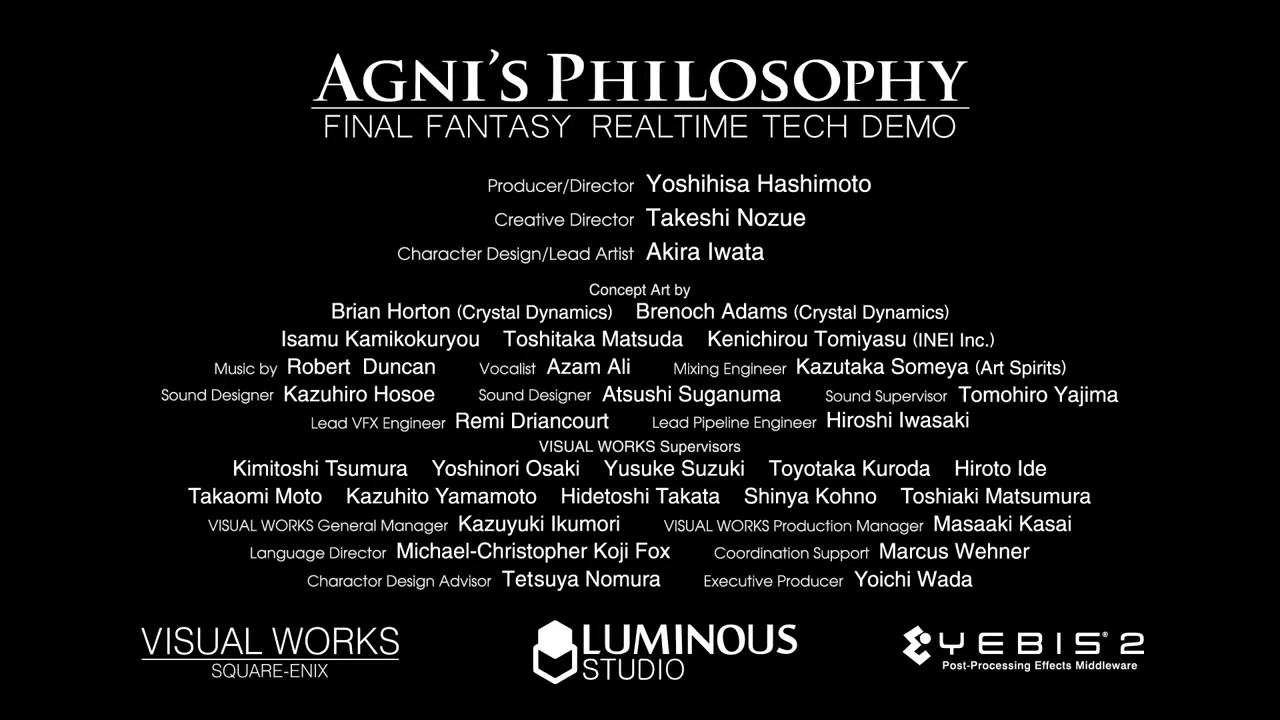 AGNI'S PHILOSOPHY
FINAL FANTASY REALTIME TECH DEMO
Producer/Director Yoshihisa Hashimoto
Creative Director Takeshi Nozue
Character Design/Lead Artist Akira Iwata
Concept Art by
Brian Horton (Crystal Dynamics) Brenoch Adams (Crystal Dynamics)
Isamu Kamikokuryou Toshitaka Matsuda Kenichirou Tomiyasu (INEI Inc.)
Music by Robert Duncan Vocalist Azam Ali Mixing Engineer Kazutaka Someya (Art Spirits)
Sound Designer Kazuhiro Hosoe Sound Designer Atsushi Suganuma Sound Supervisor Tomohiro Yajima
Lead VFX Engineer Remi Driancourt Lead Pipeline Engineer Hiroshi Iwasaki
VISUAL WORKS Supervisors
Kimitoshi Tsumura Yoshinori Osaki Yusuke Suzuki Toyotaka Kuroda Hiroto Ide
Takaomi Moto Kazuhito Yamamoto Hidetoshi Takata Shinya Kohno Toshiaki Matsumura
VISUAL WORKS General Manager Kazuyuki Ikumori VISUAL WORKS Production Manager Masaaki Kasai
Language Director Michael-Christopher Koji Fox Coordination Support Marcus Wehner
Charactor Design Advisor Tetsuya Nomura Executive Producer Yoichi Wada
VISUAL WORKS
SQUARE-ENIX
LUMINOUS
STUDIO
YEBIS® 2
Post-Processing Effects Middleware